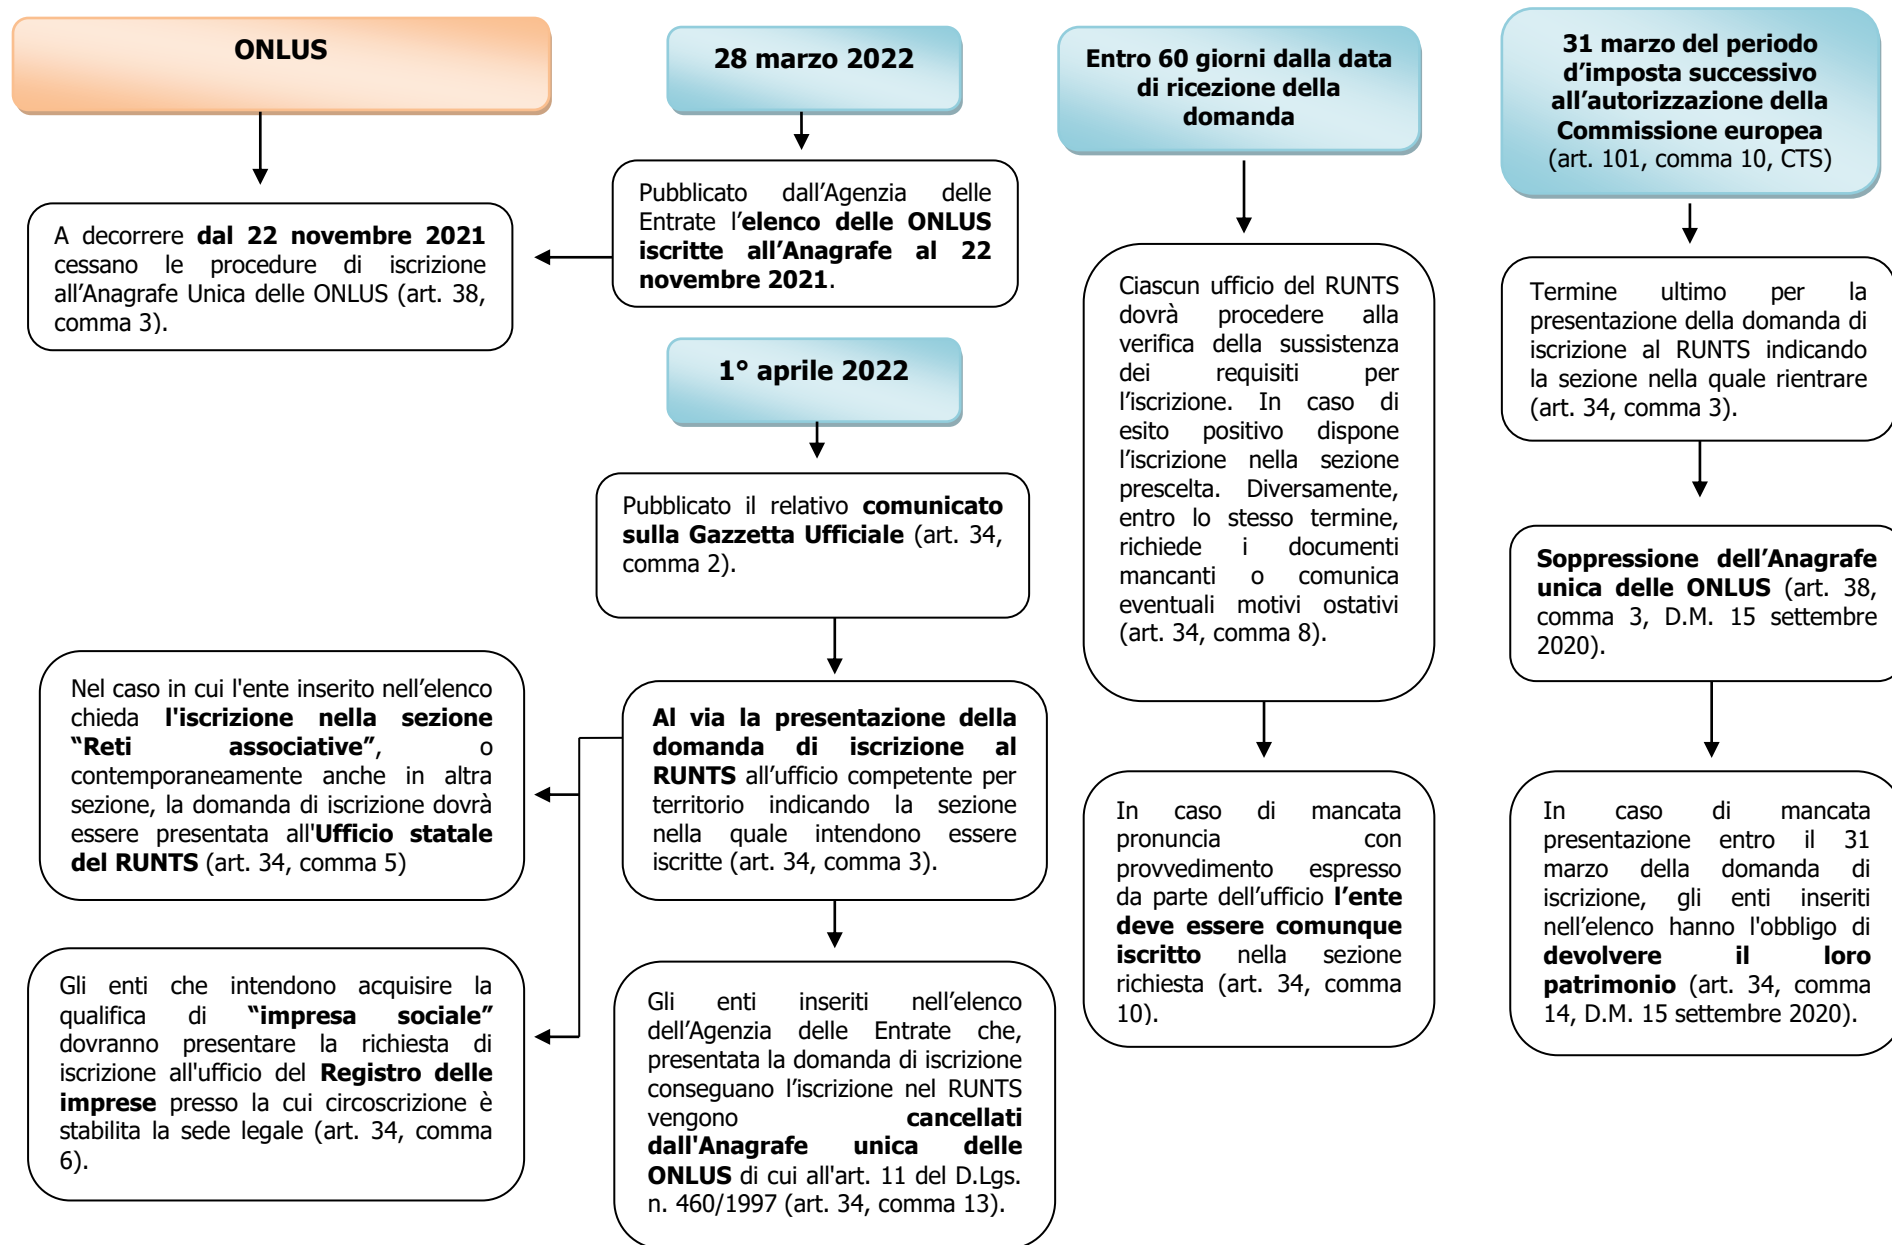 ONLUS
A decorrere dal 22 novembre 2021
cessano le procedure di iscrizione
all’Anagrafe Unica delle ONLUS (art. 38,
comma 3).
28 marzo 2022
Pubblicato dall’Agenzia delle
Entrate l’elenco delle ONLUS
iscritte all’Anagrafe al 22
novembre 2021.
1° aprile 2022
Pubblicato il relativo comunicato
sulla Gazzetta Ufficiale (art. 34,
comma 2).
Al via la presentazione della
domanda di iscrizione al
RUNTS all’ufficio competente per
territorio indicando la sezione
nella quale intendono essere
iscritte (art. 34, comma 3).
Nel caso in cui l'ente inserito nell’elenco
chieda l'iscrizione nella sezione
“Reti associative”, o
contemporaneamente anche in altra
sezione, la domanda di iscrizione dovrà
essere presentata all'Ufficio statale
del RUNTS (art. 34, comma 5)
Gli enti che intendono acquisire la
qualifica di “impresa sociale”
dovranno presentare la richiesta di
iscrizione all'ufficio del Registro delle
imprese presso la cui circoscrizione è
stabilita la sede legale (art. 34, comma
6).
Gli enti inseriti nell’elenco
dell’Agenzia delle Entrate che,
presentata la domanda di iscrizione
conseguano l’iscrizione nel RUNTS
vengono cancellati
dall'Anagrafe unica delle
ONLUS di cui all'art. 11 del D.Lgs.
n. 460/1997 (art. 34, comma 13).
Entro 60 giorni dalla data
di ricezione della
domanda
Ciascun ufficio del RUNTS
dovrà procedere alla
verifica della sussistenza
dei requisiti per
l’iscrizione. In caso di
esito positivo dispone
l’iscrizione nella sezione
prescelta. Diversamente,
entro lo stesso termine,
richiede i documenti
mancanti o comunica
eventuali motivi ostativi
(art. 34, comma 8).
In caso di mancata
pronuncia con
provvedimento espresso
da parte dell’ufficio l’ente
deve essere comunque
iscritto nella sezione
richiesta (art. 34, comma
10).
31 marzo del periodo
d’imposta successivo
all’autorizzazione della
Commissione europea
(art. 101, comma 10, CTS)
Termine ultimo per la
presentazione della domanda di
iscrizione al RUNTS indicando
la sezione nella quale rientrare
(art. 34, comma 3).
Soppressione dell’Anagrafe
unica delle ONLUS (art. 38,
comma 3, D.M. 15 settembre
2020).
In caso di mancata
presentazione entro il 31
marzo della domanda di
iscrizione, gli enti inseriti
nell’elenco hanno l'obbligo di
devolvere il loro
patrimonio (art. 34, comma
14, D.M. 15 settembre 2020).